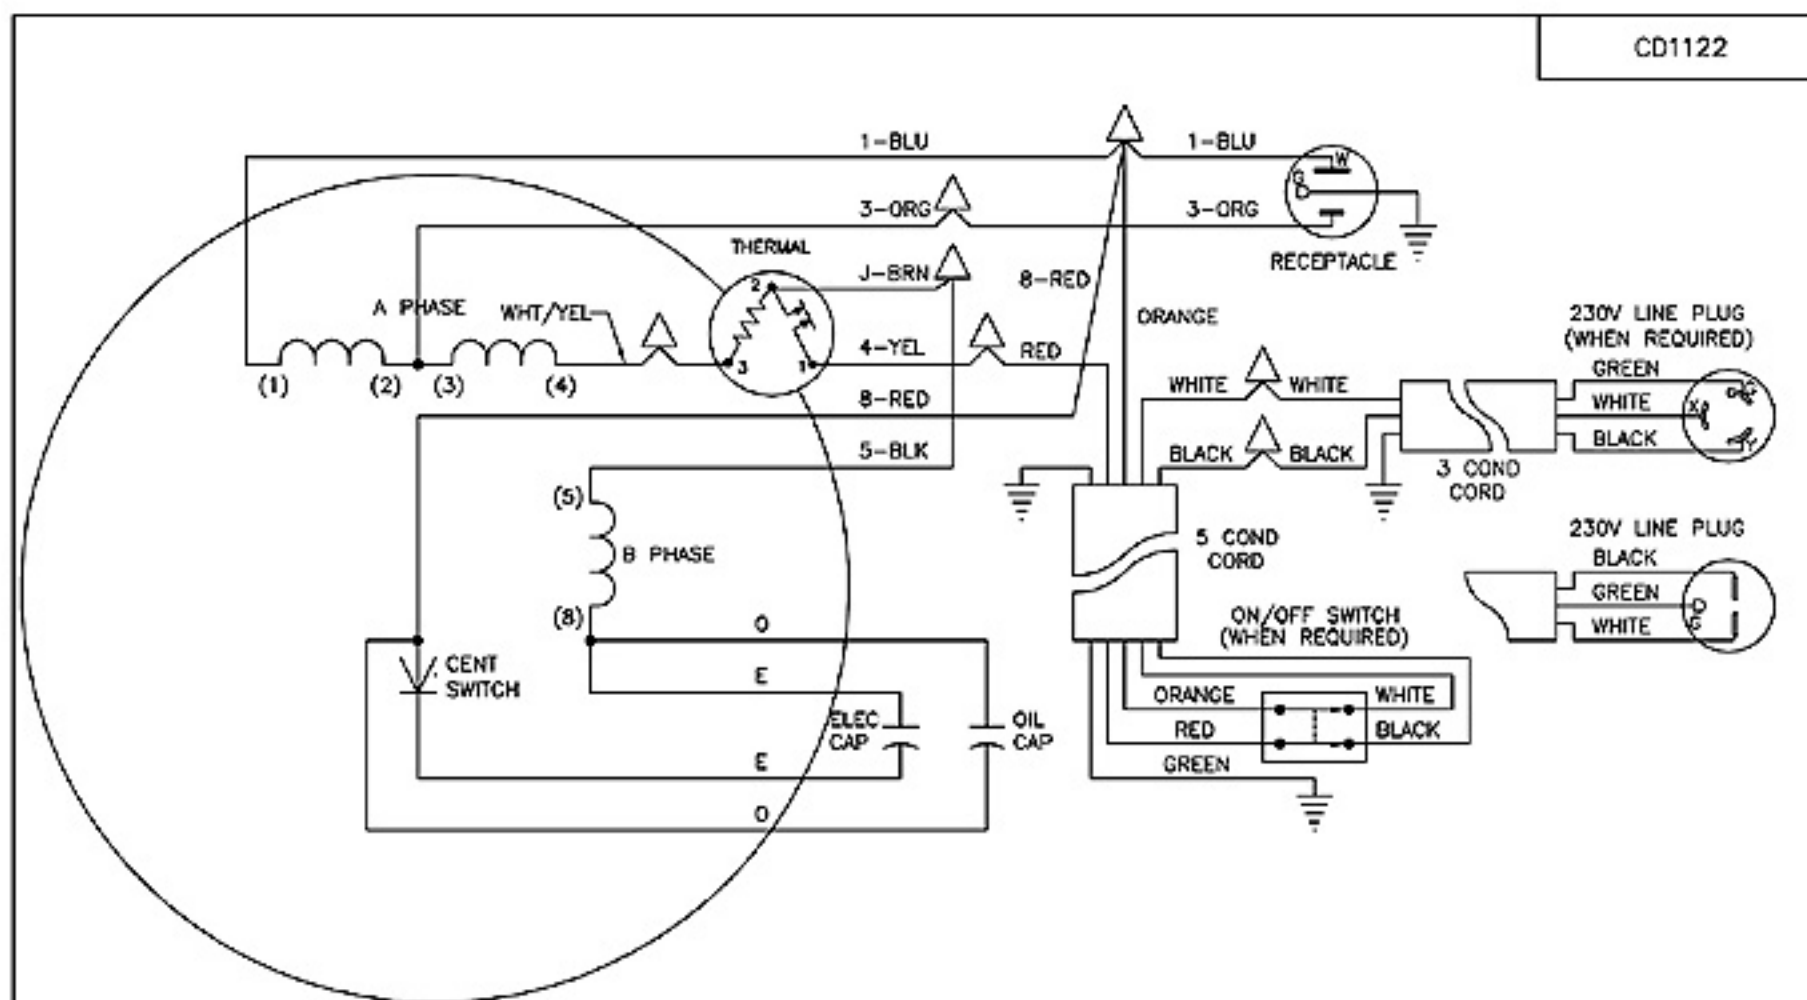 CD1122
1-BLU
1-BLU
W
G
3-ORG
3-ORG
RECEPTACLE
THERMAL
J-BRN
8-RED
2
A PHASE
WHT/YEL
ORANGE
230V LINE PLUG
(WHEN REQUIRED)
4-YEL
RED
3
1
(1)
(2)
(3)
(4)
GREEN
WHITE
WHITE
WHITE
G
X
Y
8-RED
BLACK
BLACK
BLACK
5-BLK
3 COND
CORD
(5)
B PHASE
(8)
5 COND
CORD
230V LINE PLUG
BLACK
GREEN
G
WHITE
O
ON/OFF SWITCH
(WHEN REQUIRED)
CENT
SWITCH
E
ORANGE
WHITE
ELEC
CAP
OIL
CAP
RED
BLACK
E
GREEN
O